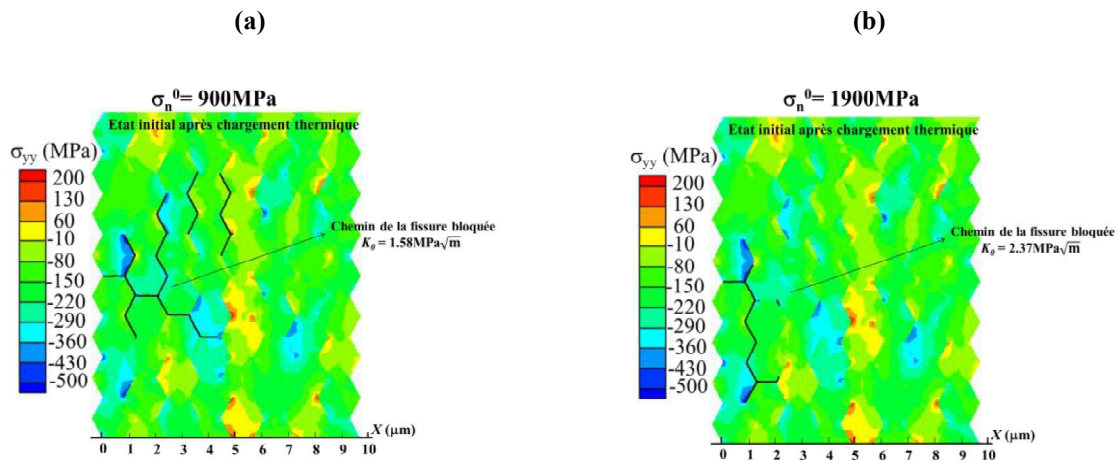 (a)
(b)
σn⁰= 900MPa
Etat initial après chargement thermique
σyy (MPa)
200
130
60
-10
-80
-150
-220
-290
-360
-430
-500
Chemin de la fissure bloquée
K0 = 1.58MPa√m
0 1 2 3 4 5 6 7 8 9 10
X (μm)
σn⁰= 1900MPa
Etat initial après chargement thermique
σyy (MPa)
200
130
60
-10
-80
-150
-220
-290
-360
-430
-500
Chemin de la fissure bloquée
K0 = 2.37MPa√m
0 1 2 3 4 5 6 7 8 9 10
X (μm)